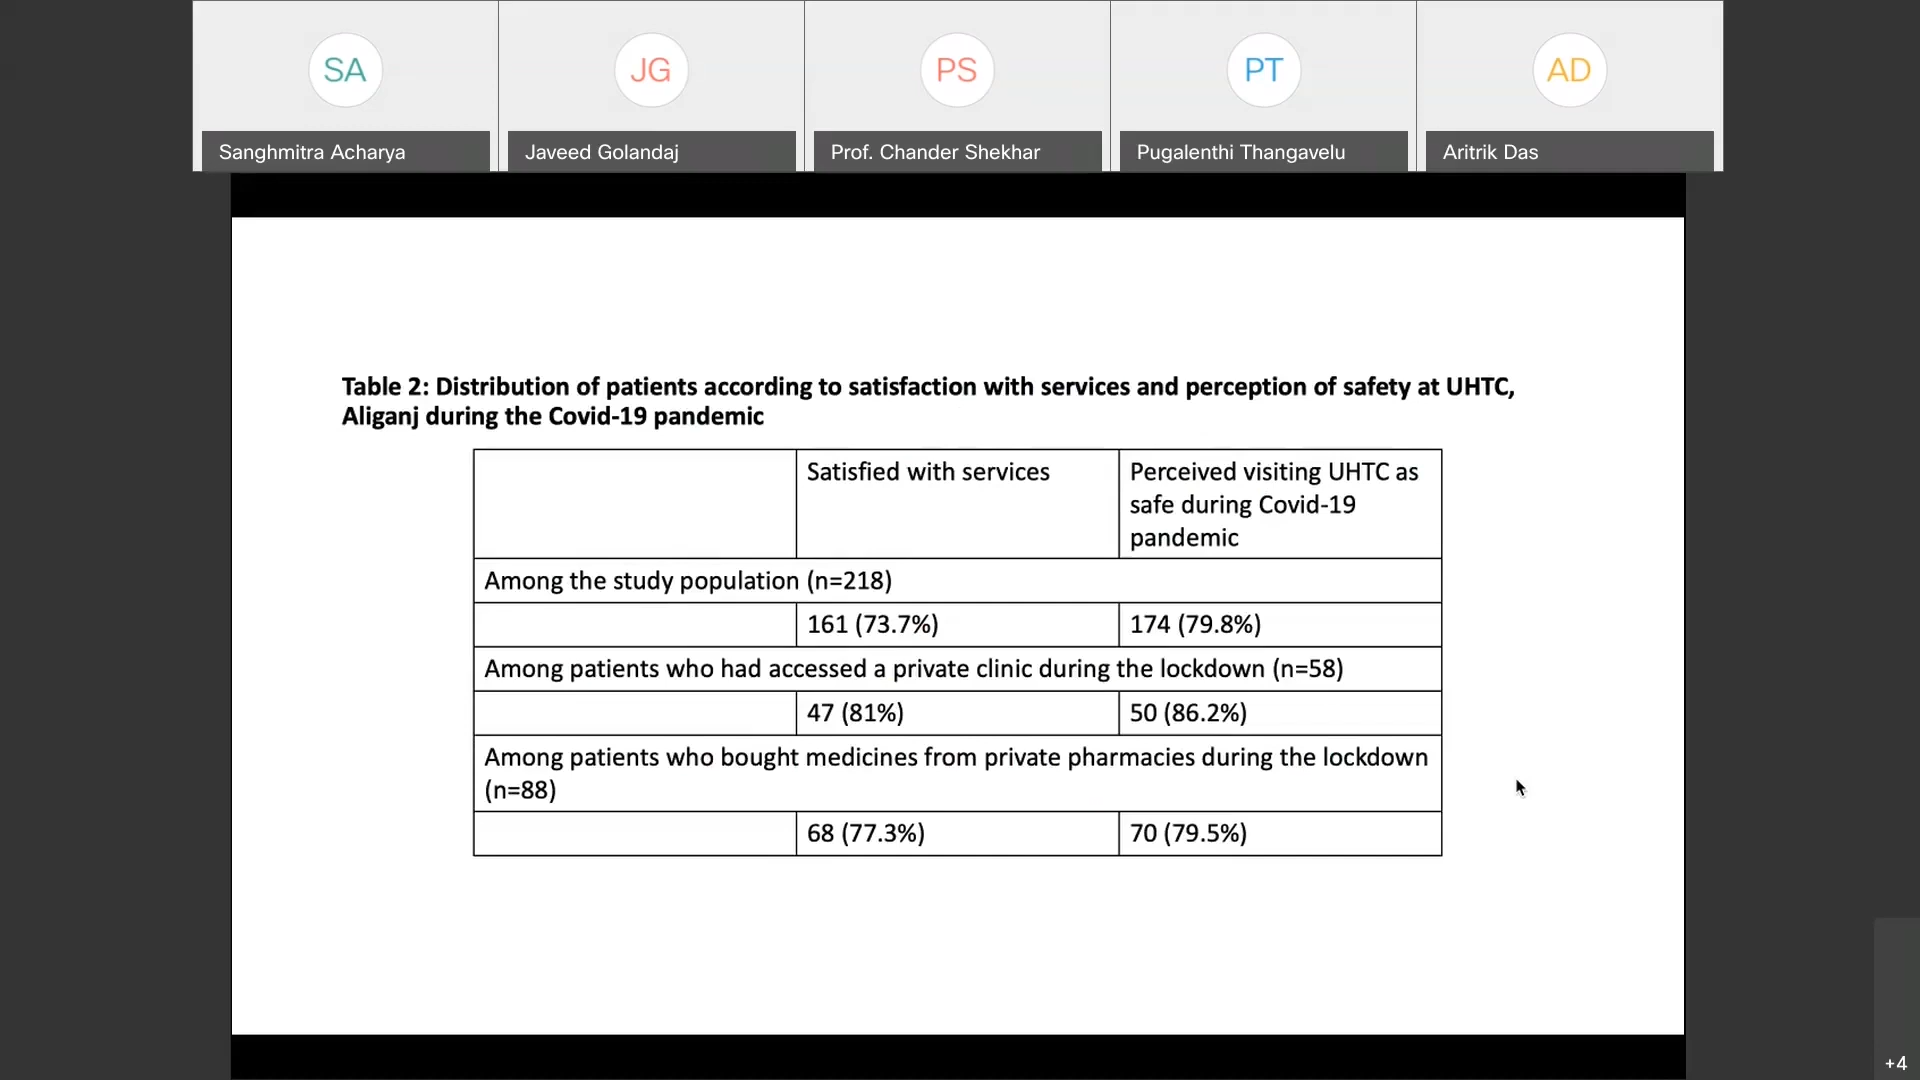 SA
JG
PS
PT
AD
Sanghmitra Acharya
Javeed Golandaj
Prof. Chander Shekhar
Pugalenthi Thangavelu
Aritrik Das
Table 2: Distribution of patients according to satisfaction with services and perception of safety at UHTC,
Aliganj during the Covid-19 pandemic
Satisfied with services
Perceived visiting UHTC as
safe during Covid-19
pandemic
Among the study population (n=218)
161 (73.7%)
174 (79.8%)
Among patients who had accessed a private clinic during the lockdown (n=58)
47 (81%)
50 (86.2%)
Among patients who bought medicines from private pharmacies during the lockdown
(n=88)
68 (77.3%)
70 (79.5%)
+4